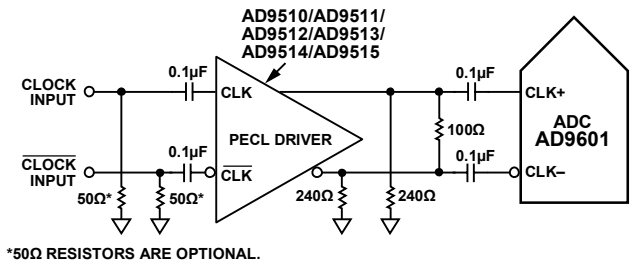 AD9510/AD9511/
AD9512/AD9513/
AD9514/AD9515
CLOCK
INPUT
0.1µF
CLK
PECL DRIVER
0.1µF
CLK+
100Ω
ADC
AD9601
CLOCK
INPUT
0.1µF
CLK
0.1µF
CLK–
50Ω*
50Ω*
240Ω
240Ω
*50Ω RESISTORS ARE OPTIONAL.